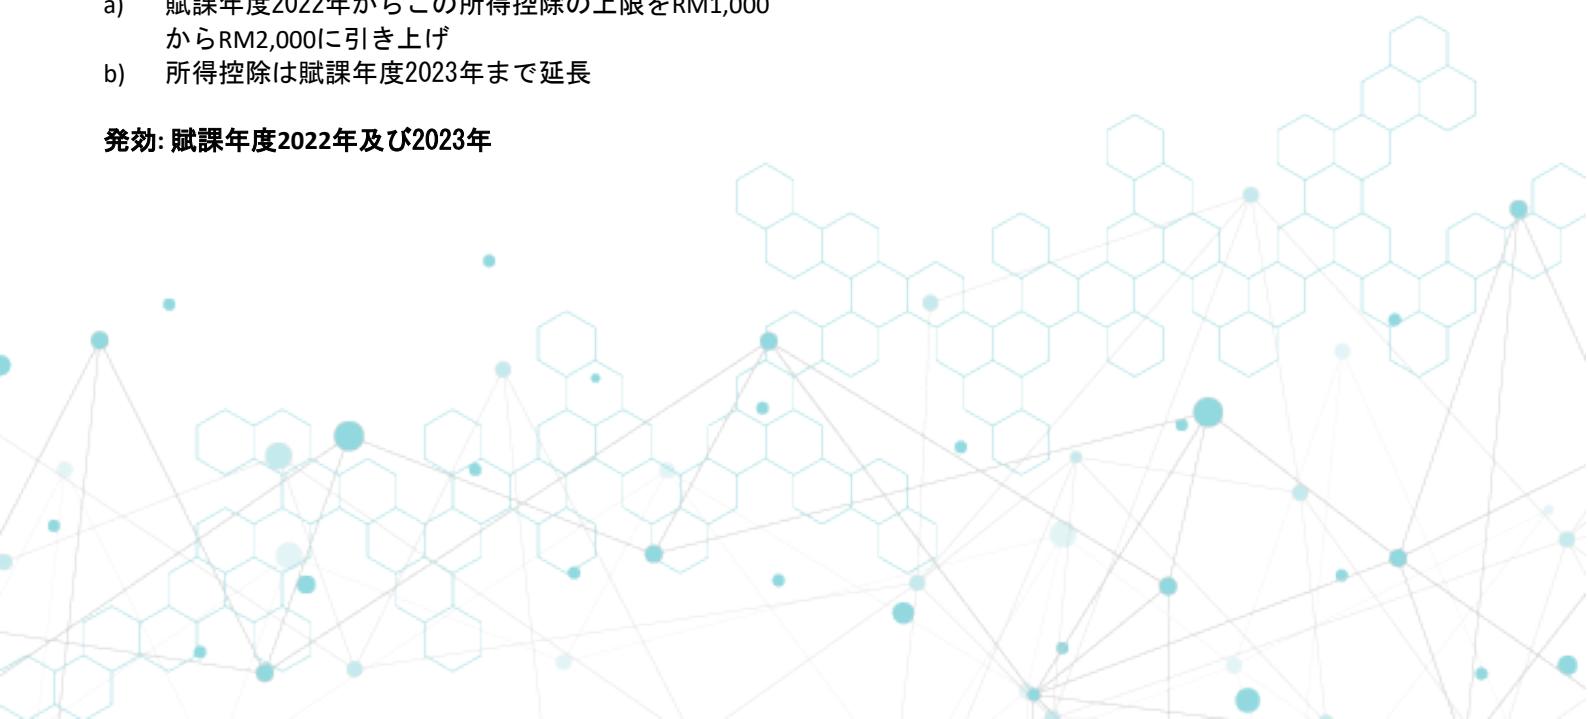 a) 賦課年度2022年からこの所得控除の上限をRM1,000
からRM2,000に引き上げ
b) 所得控除は賦課年度2023年まで延長
発効: 賦課年度2022年及び2023年